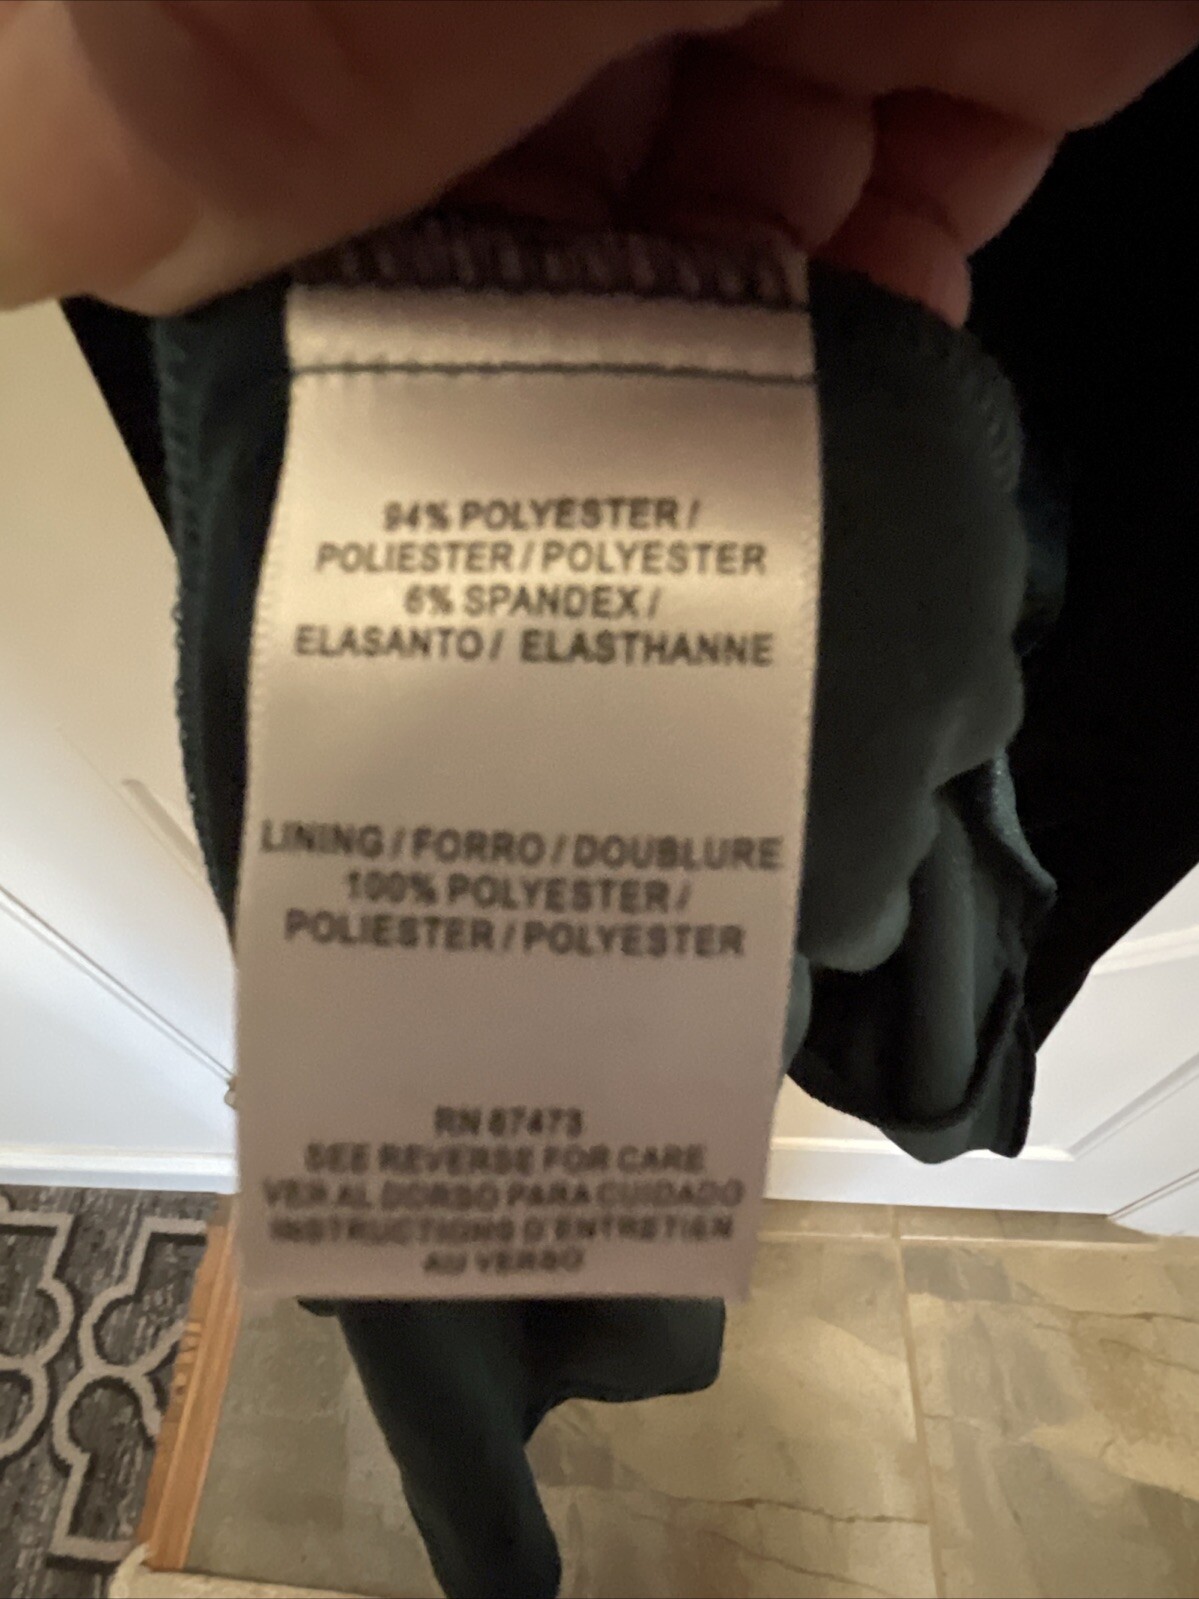 94% POLYESTER /
POLIESTER / POLYESTER
6% SPANDEX /
ELASANTO / ELASTHANNE
LINING / FORRO / DOUBLURE
100% POLYESTER /
POLIESTER / POLYESTER
RN 87473
SEE REVERSE FOR CARE
VER AL DORSO PARA CUIDADO
INSTRUCTIONS D'ENTRETIEN
AU VERSO